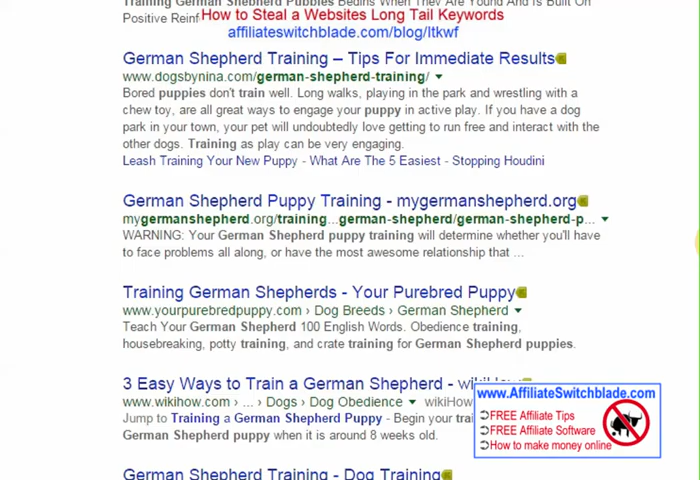 Training German Shepherd Puppies Begins When They Are Young And Is Built On
Positive Reinf
How to Steal a Websites Long Tail Keywords
affiliateswitchblade.com/blog/ltkwf
German Shepherd Training – Tips For Immediate Results
www.dogsbynina.com/german-shepherd-training/
Bored puppies don't train well. Long walks, playing in the park and wrestling with a
chew toy, are all great ways to engage your puppy in active play. If you have a dog
park in your town, your pet will undoubtedly love getting to run free and interact with the
other dogs. Training as play can be very engaging.
Leash Training Your New Puppy - What Are The 5 Easiest - Stopping Houdini
German Shepherd Puppy Training - mygermanshepherd.org
mygermanshepherd.org/training...german-shepherd/german-shepherd-p...
WARNING: Your German Shepherd puppy training will determine whether you'll have
to face problems all along, or have the most awesome relationship that ...
Training German Shepherds - Your Purebred Puppy
www.yourpurebredpuppy.com › Dog Breeds › German Shepherd
Teach Your German Shepherd 100 English Words. Obedience training,
housebreaking, potty training, and crate training for German Shepherd puppies.
3 Easy Ways to Train a German Shepherd - wikiHow
www.wikihow.com › ... › Dogs › Dog Obedience wikiHow
Jump to Training a German Shepherd Puppy - Begin your trai
German Shepherd puppy when it is around 8 weeks old.
www.AffiliateSwitchblade.com
FREE Affiliate Tips
FREE Affiliate Software
How to make money online
German Shepherd Training - Dog Training